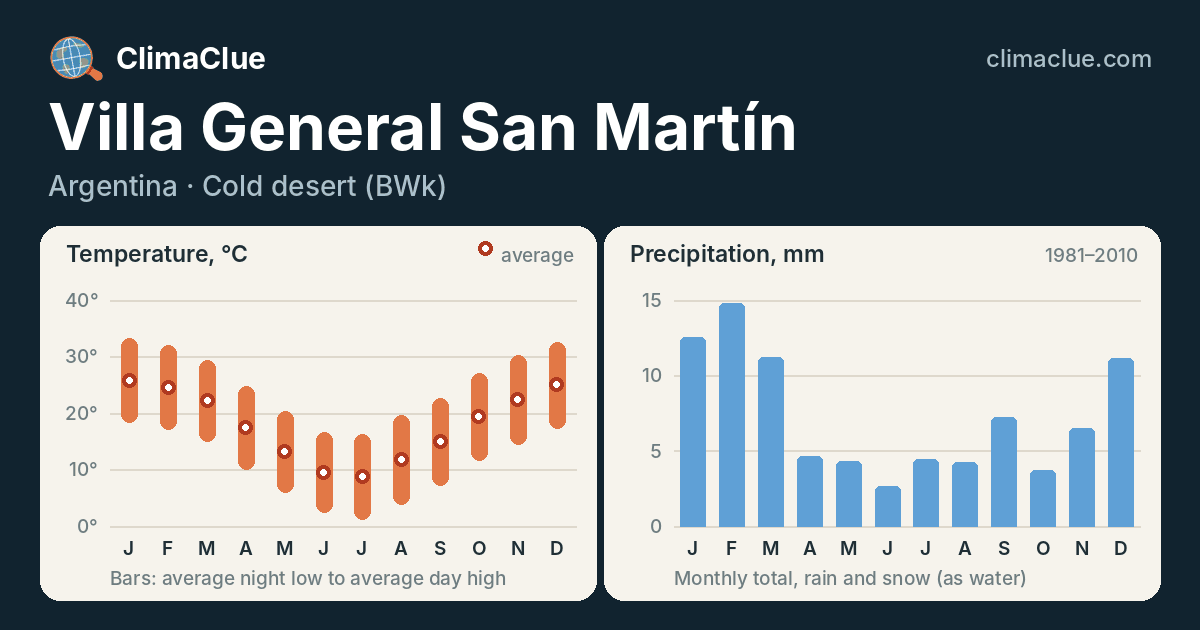 ClimaClue
climaclue.com
Villa General San Martín
Argentina · Cold desert (BWk)
Temperature, °C
average
40°
30°
20°
10°
0°
J F M A M J J A S O N D
Bars: average night low to average day high
Precipitation, mm
1981–2010
15
10
5
0
J F M A M J J A S O N D
Monthly total, rain and snow (as water)